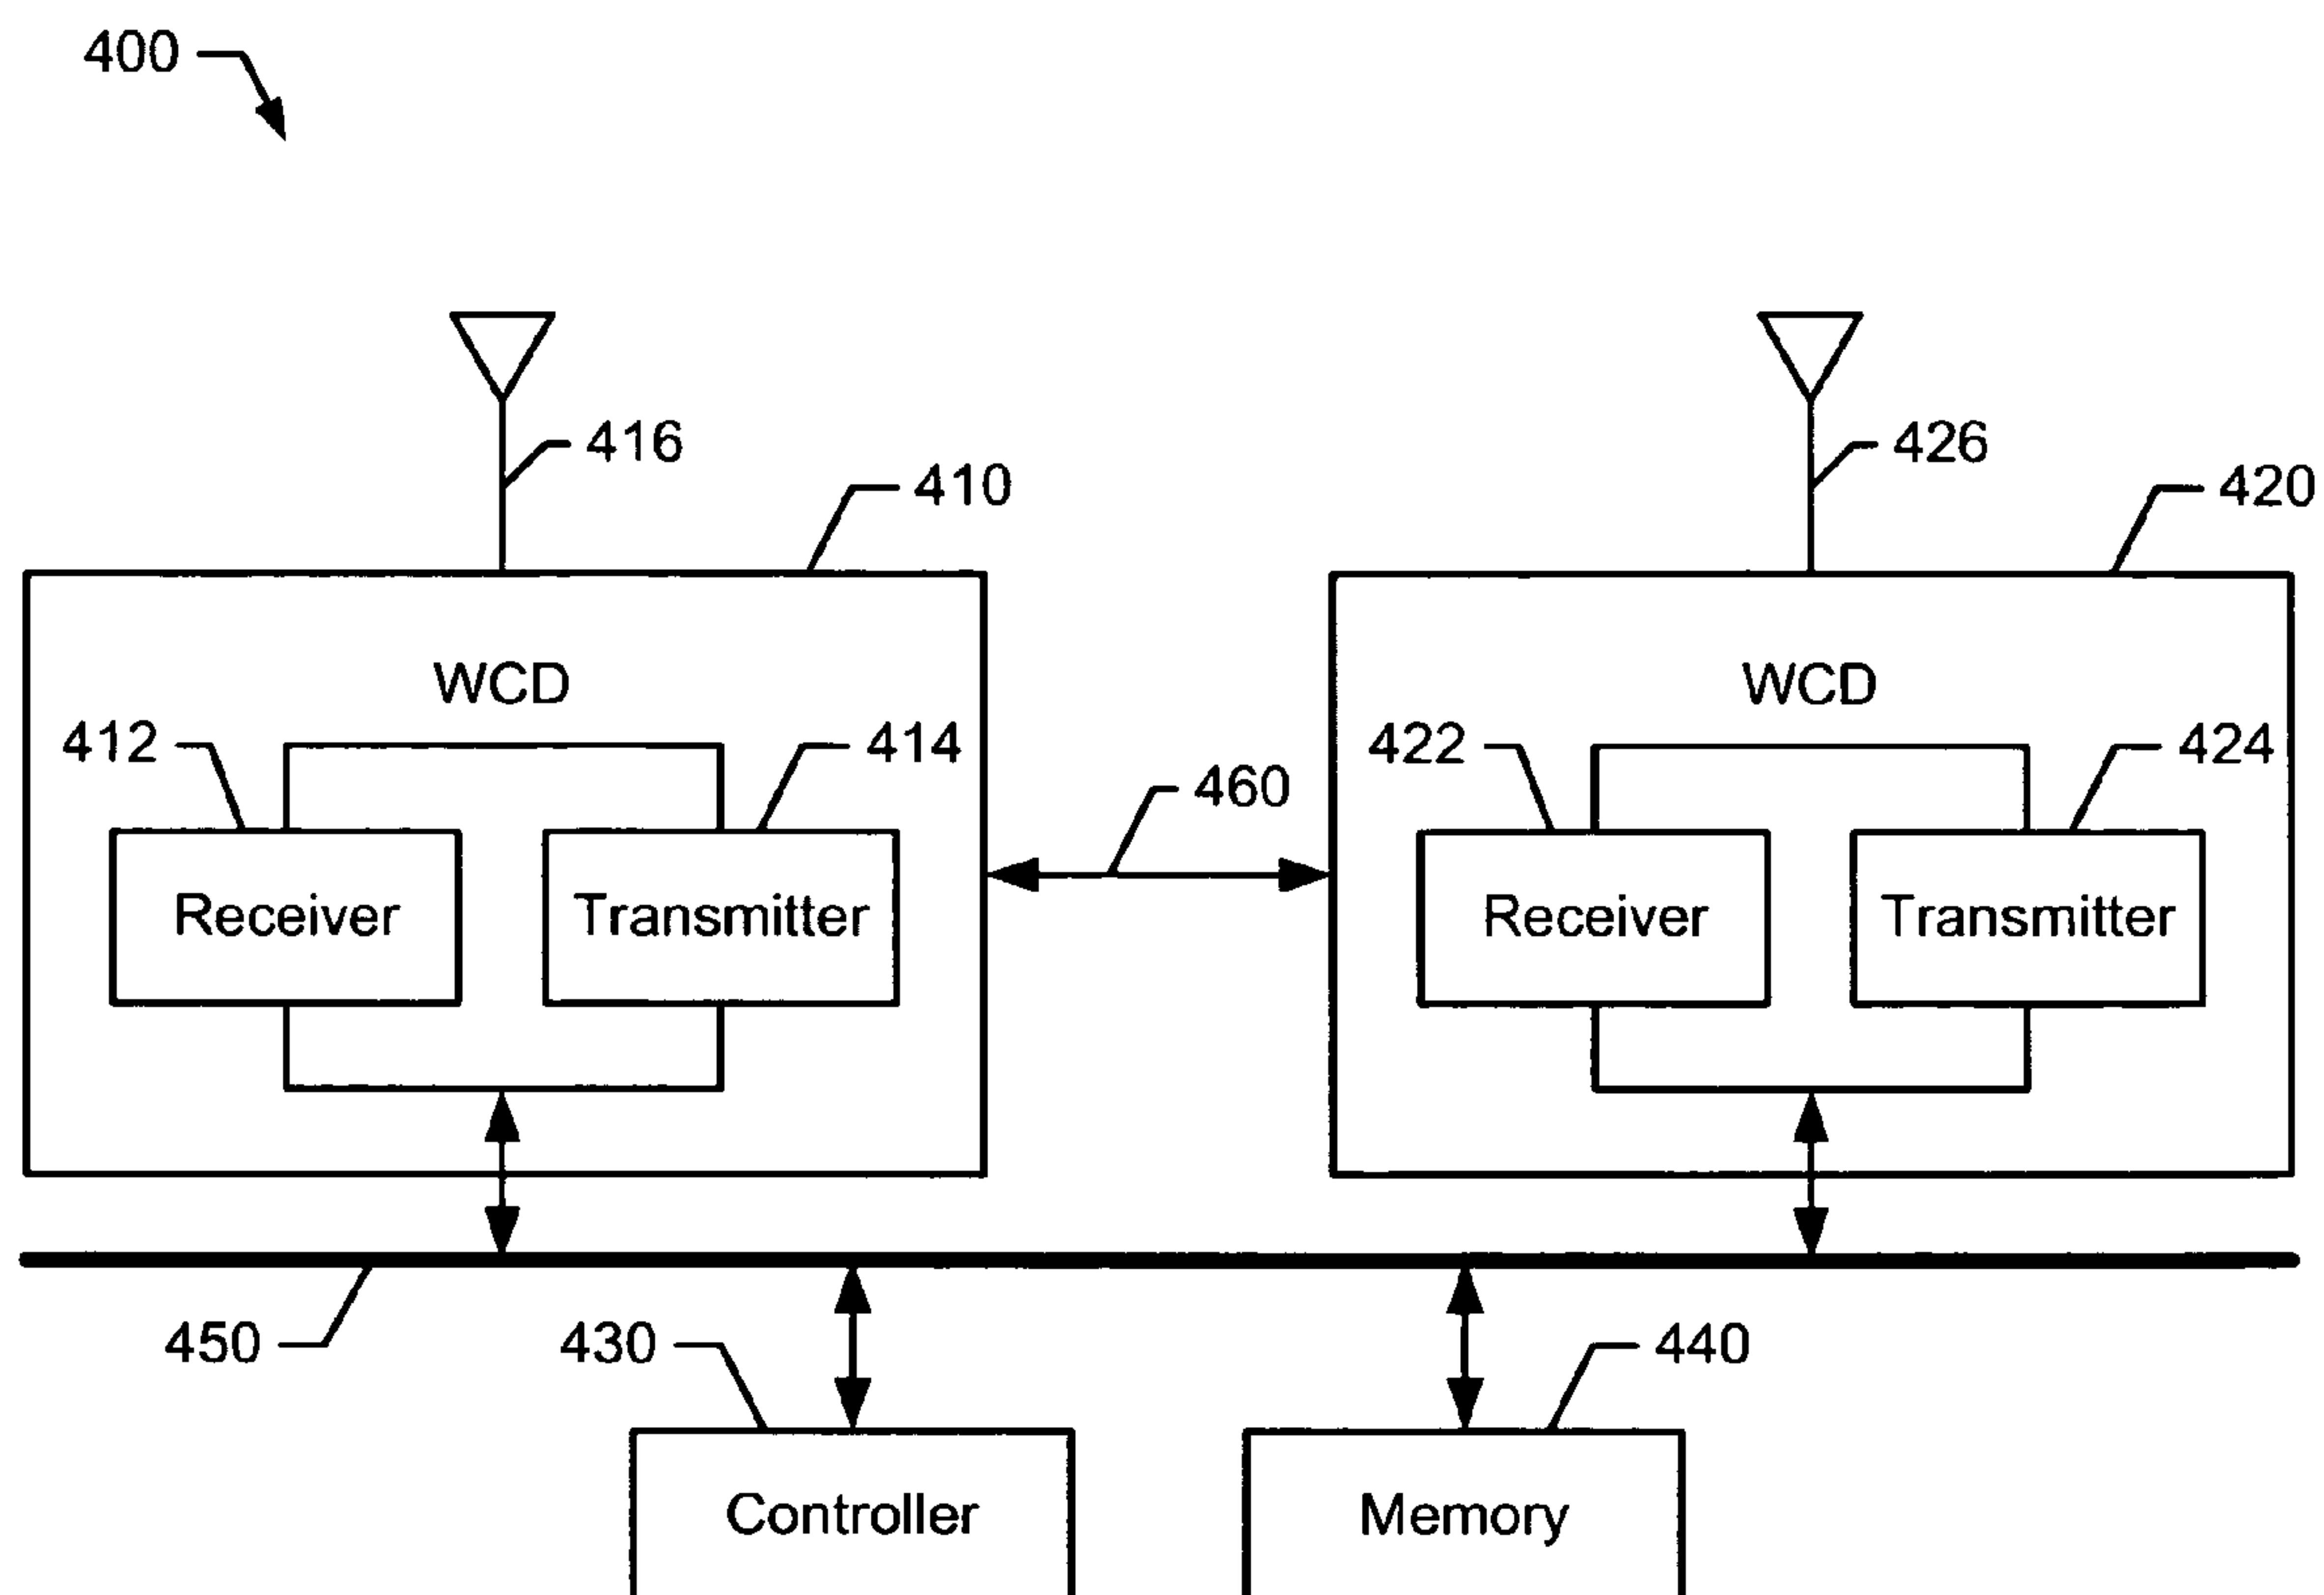 400
416
410
426
420
WCD
WCD
412
414
460
422
424
Receiver
Transmitter
Receiver
Transmitter
450
430
440
Controller
Memory